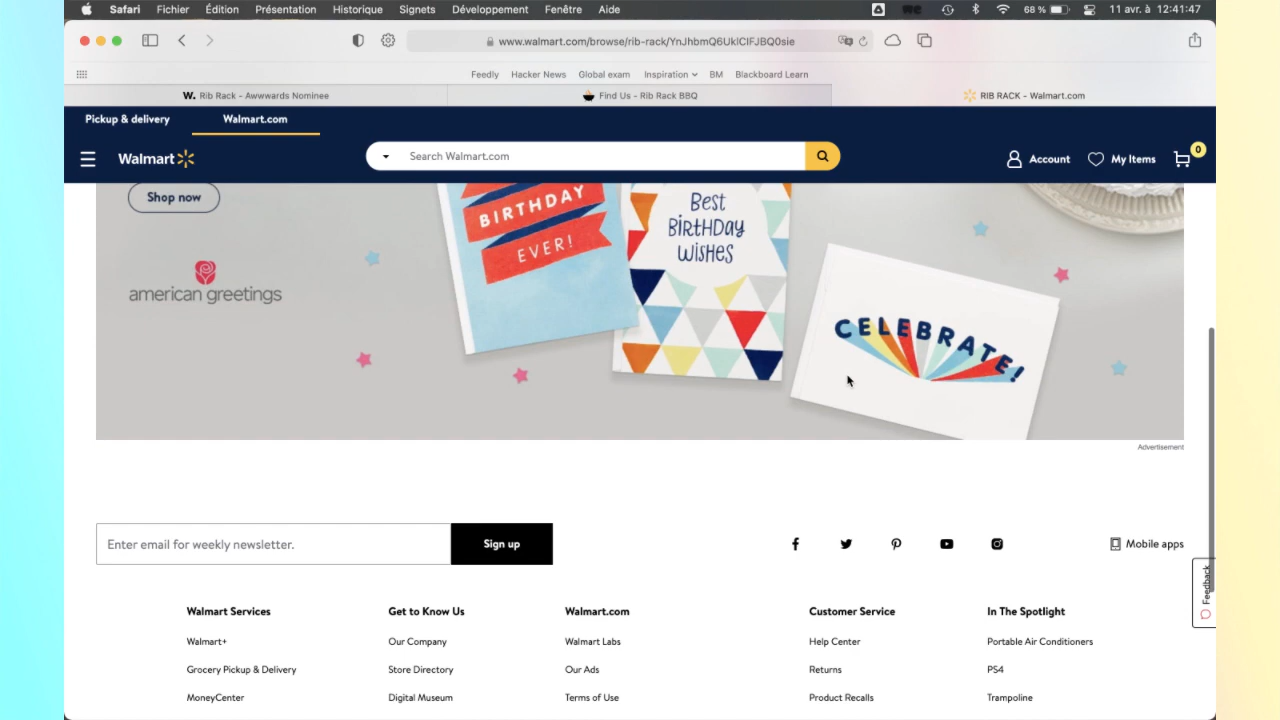 Safari Fichier Édition Présentation Historique Signets Développement Fenêtre Aide 68 % 11 avr. à 12:41:47
www.walmart.com/browse/rib-rack/YnJhbmQ6UklCIFJBQ0sie
Feedly Hacker News Global exam Inspiration BM Blackboard Learn
W. Rib Rack - Awwwards Nominee Find Us - Rib Rack BBQ RIB RACK - Walmart.com
Pickup & delivery Walmart.com
Walmart Search Walmart.com Account My Items 0
Shop now
american greetings
BIRTHDAY
EVER!
Best
BiRTHDAy
WiSHES
CELEBRATE!
Advertisement
Enter email for weekly newsletter. Sign up Mobile apps
Feedback
Walmart Services Get to Know Us Walmart.com Customer Service In The Spotlight
Walmart+ Our Company Walmart Labs Help Center Portable Air Conditioners
Grocery Pickup & Delivery Store Directory Our Ads Returns PS4
MoneyCenter Digital Museum Terms of Use Product Recalls Trampoline